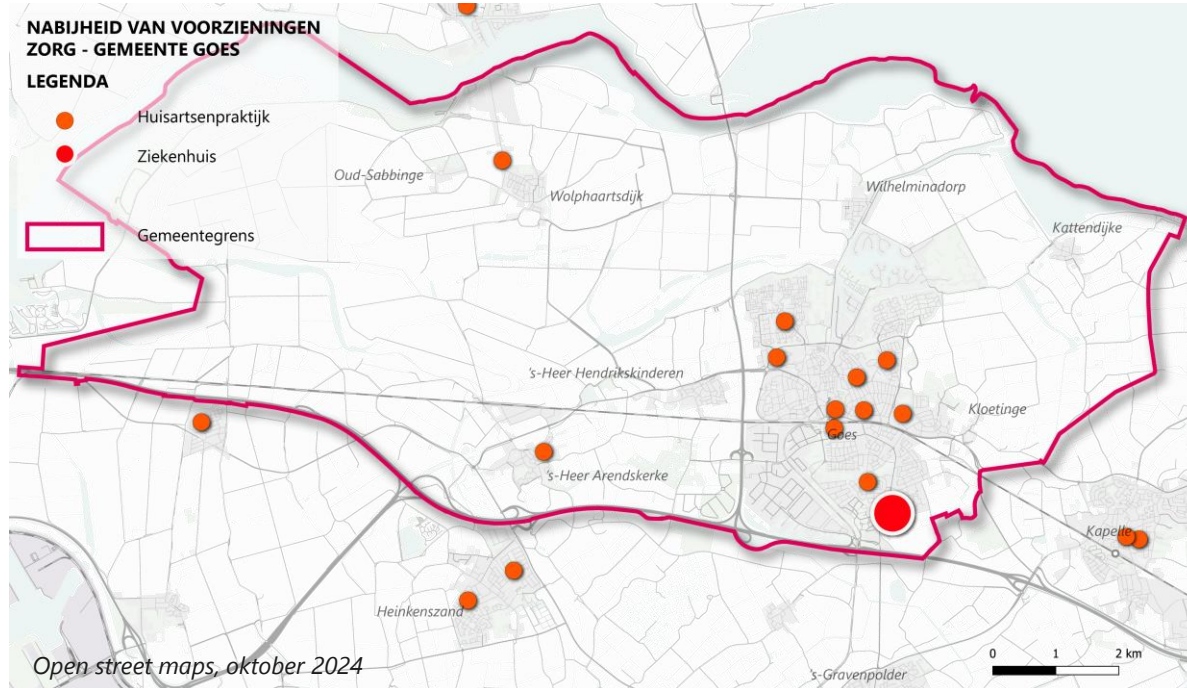 NABIJHEID VAN VOORZIENINGEN
ZORG - GEMEENTE GOES
LEGENDA
Huisartsenpraktijk
Ziekenhuis
Gemeentegrens
Oud-Sabbinge
Wolphaartsdijk
Wilhelminadorp
Kattendijke
's-Heer Hendrikskinderen
Kloetinge
Goes
's-Heer Arendskerke
Kapelle
Heinkenszand
's-Gravenpolder
Open street maps, oktober 2024
0 1 2 km